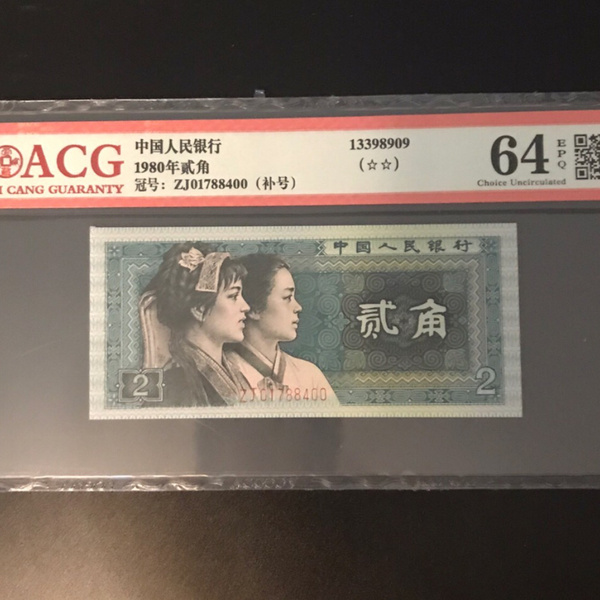 ACG
I CANG GUARANTY
中国人民银行
1980年贰角
冠号: ZJ01788400 (补号)
13398909
(☆☆)
64
EPQ
Choice Uncirculated
中国人民银行
贰角
2
ZJ01788400
2